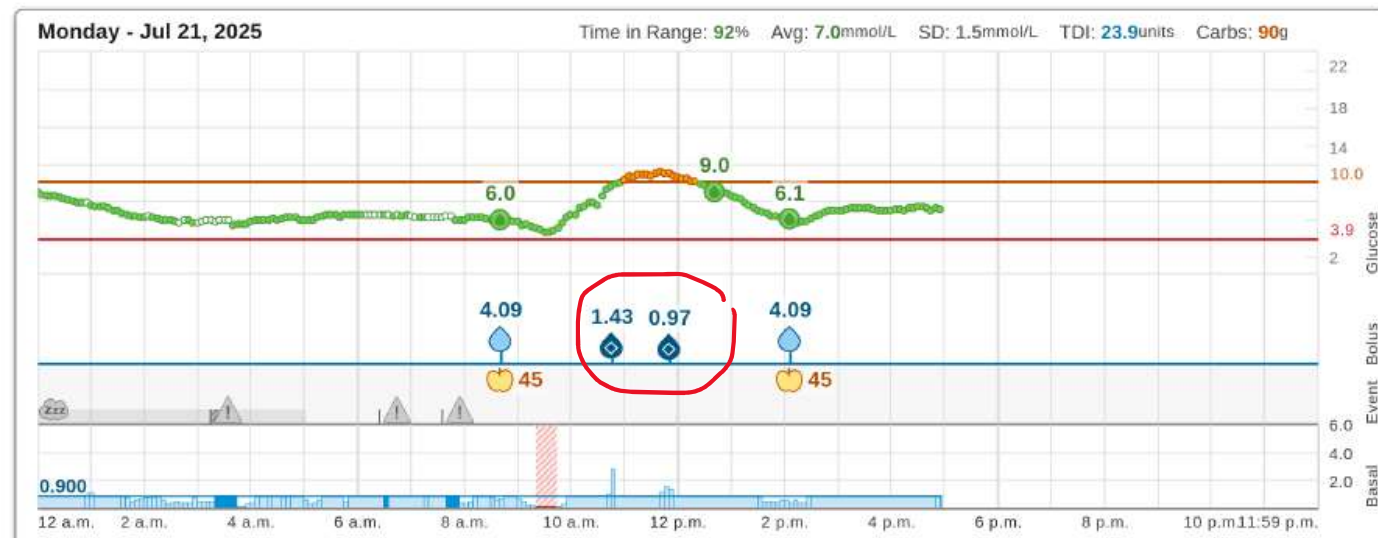 Monday - Jul 21, 2025 Time in Range: 92% Avg: 7.0mmol/L SD: 1.5mmol/L TDI: 23.9units Carbs: 90g
22
18
14
10.0
9.0
6.0 6.1
3.9
2
Glucose
4.09 1.43 0.97 4.09
Bolus
45 45
zzz ! ! !
Event
6.0
4.0
2.0
0.900
Basal
12 a.m. 2 a.m. 4 a.m. 6 a.m. 8 a.m. 10 a.m. 12 p.m. 2 p.m. 4 p.m. 6 p.m. 8 p.m. 10 p.m 11:59 p.m.